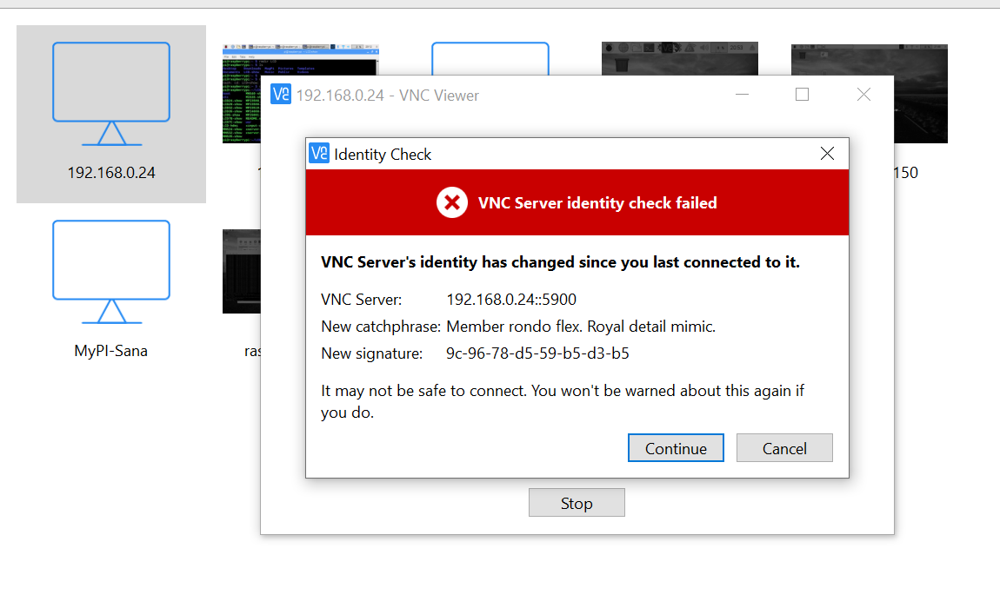 192.168.0.24 - VNC Viewer
Identity Check
VNC Server identity check failed
VNC Server's identity has changed since you last connected to it.
VNC Server: 192.168.0.24::5900
New catchphrase: Member rondo flex. Royal detail mimic.
New signature: 9c-96-78-d5-59-b5-d3-b5
It may not be safe to connect. You won't be warned about this again if
you do.
Continue Cancel
Stop
192.168.0.24
150
MyPI-Sana
ras